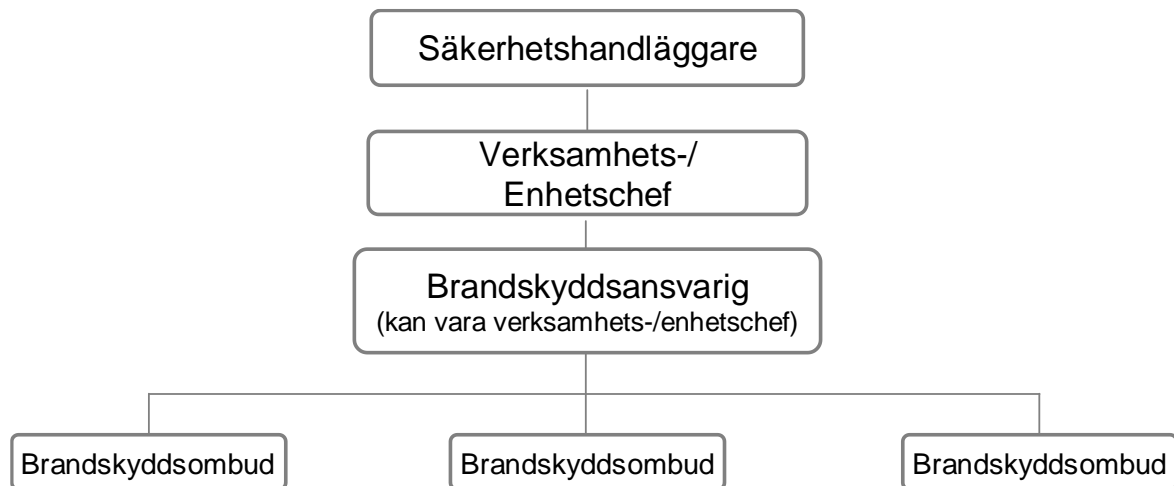 Säkerhetshandläggare
Verksamhets-/
Enhetschef
Brandskyddsansvarig
(kan vara verksamhets-/enhetschef)
Brandskyddsombud
Brandskyddsombud
Brandskyddsombud